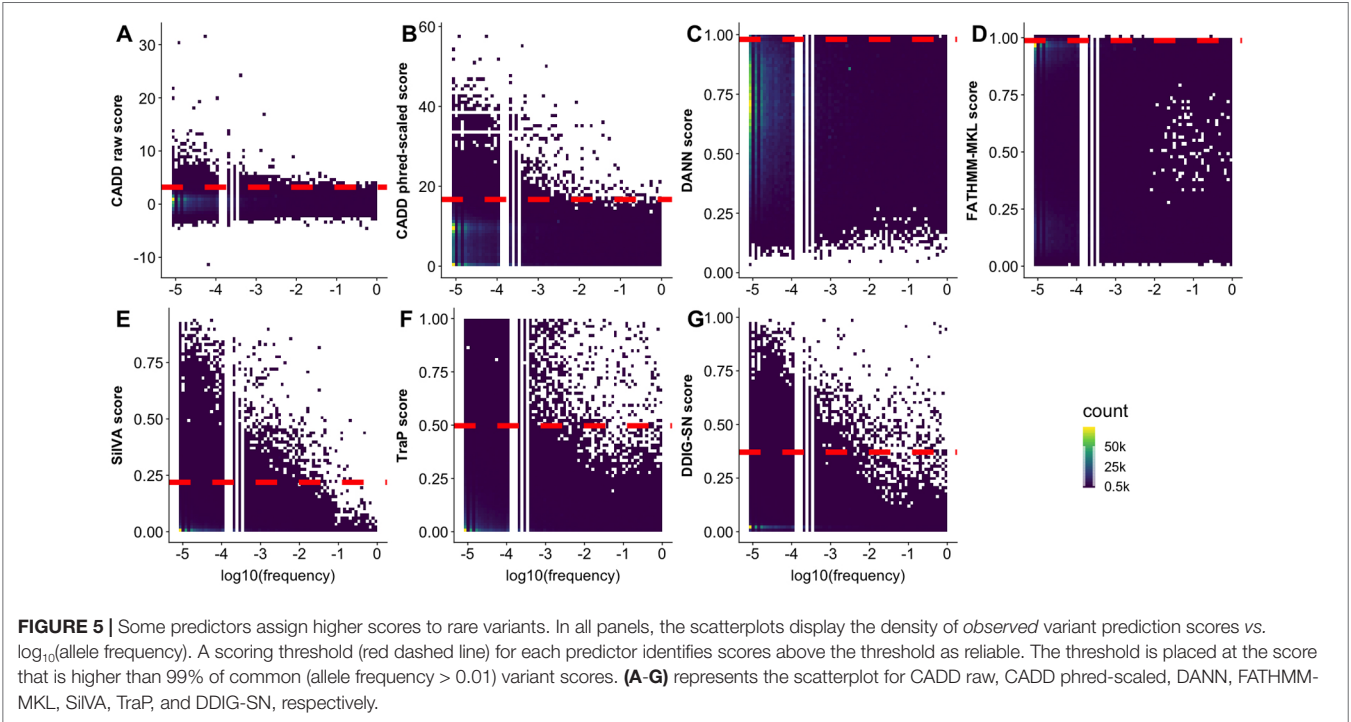 A
30
20
10
0
-10
CADD raw score
-5 -4 -3 -2 -1 0
B
60
40
20
0
CADD phred-scaled score
-5 -4 -3 -2 -1 0
C
1.00
0.75
0.50
0.25
0.00
DANN score
-5 -4 -3 -2 -1 0
D
1.00
0.75
0.50
0.25
0.00
FATHMM-MKL score
-5 -4 -3 -2 -1 0
E
0.75
0.50
0.25
0.00
SilVA score
-5 -4 -3 -2 -1 0
log10(frequency)
F
1.00
0.75
0.50
0.25
0.00
TraP score
-5 -4 -3 -2 -1 0
log10(frequency)
G
1.00
0.75
0.50
0.25
0.00
DDIG-SN score
-5 -4 -3 -2 -1 0
log10(frequency)
count
50k
25k
0.5k
FIGURE 5 | Some predictors assign higher scores to rare variants. In all panels, the scatterplots display the density of observed variant prediction scores vs.
log10(allele frequency). A scoring threshold (red dashed line) for each predictor identifies scores above the threshold as reliable. The threshold is placed at the score
that is higher than 99% of common (allele frequency > 0.01) variant scores. (A-G) represents the scatterplot for CADD raw, CADD phred-scaled, DANN, FATHMM-
MKL, SilVA, TraP, and DDIG-SN, respectively.